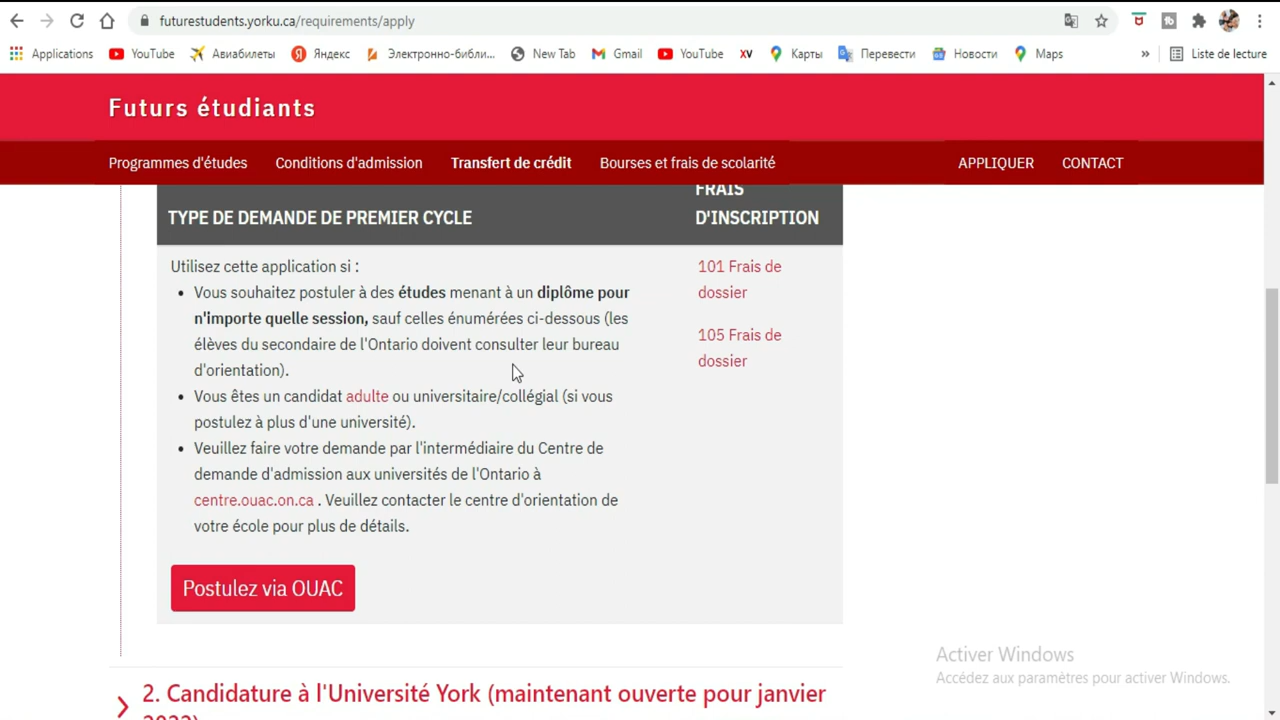 futurestudents.yorku.ca/requirements/apply
Applications YouTube Авиабилеты Яндекс Электронно-библи... New Tab Gmail YouTube XV Карты Перевести Новости Maps » Liste de lecture
Futurs étudiants
Programmes d'études Conditions d'admission Transfert de crédit Bourses et frais de scolarité APPLIQUER CONTACT
FRAIS
TYPE DE DEMANDE DE PREMIER CYCLE D'INSCRIPTION
Utilisez cette application si : 101 Frais de
dossier
• Vous souhaitez postuler à des études menant à un diplôme pour
n'importe quelle session, sauf celles énumérées ci-dessous (les
105 Frais de
élèves du secondaire de l'Ontario doivent consulter leur bureau
dossier
d'orientation).
• Vous êtes un candidat adulte ou universitaire/collégial (si vous
postulez à plus d'une université).
• Veuillez faire votre demande par l'intermédiaire du Centre de
demande d'admission aux universités de l'Ontario à
centre.ouac.on.ca . Veuillez contacter le centre d'orientation de
votre école pour plus de détails.
Postulez via OUAC
Activer Windows
Accédez aux paramètres pour activer Windows.
2. Candidature à l'Université York (maintenant ouverte pour janvier
2022)